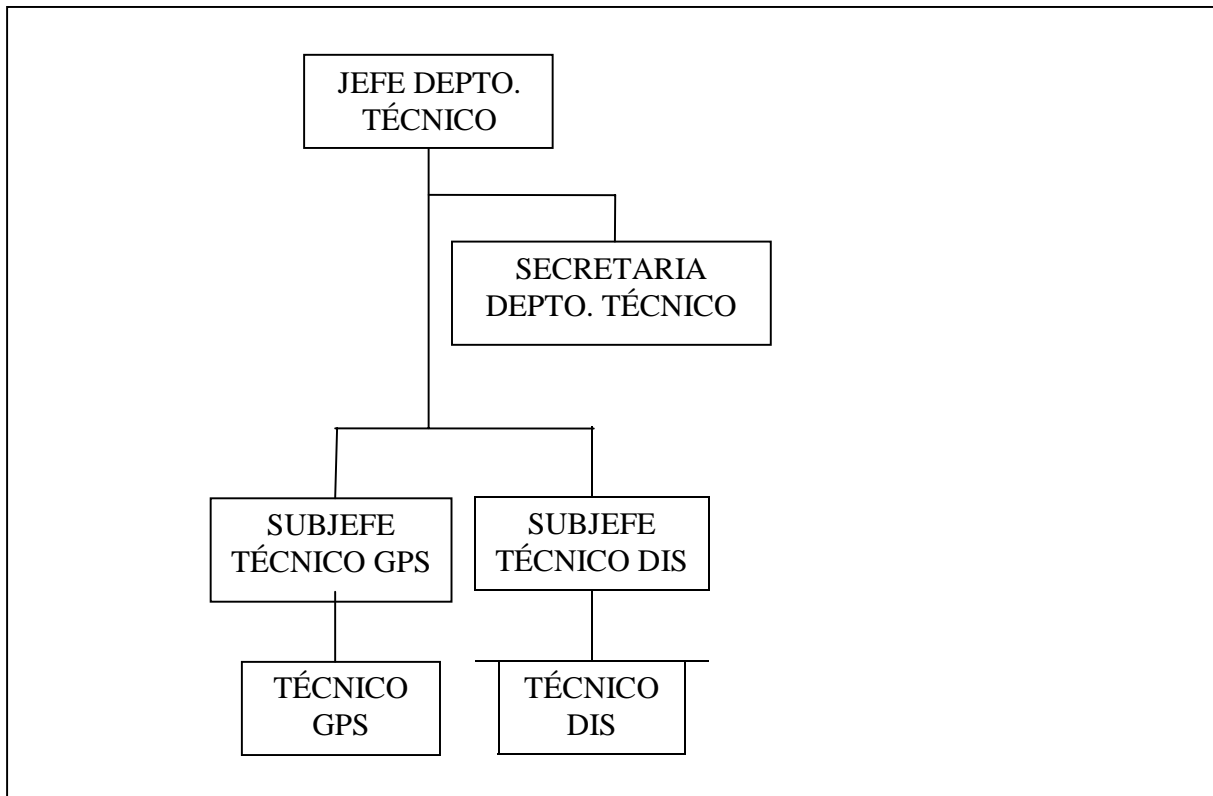 JEFE DEPTO.
TÉCNICO
SECRETARIA
DEPTO. TÉCNICO
SUBJEFE
TÉCNICO GPS
SUBJEFE
TÉCNICO DIS
TÉCNICO
GPS
TÉCNICO
DIS